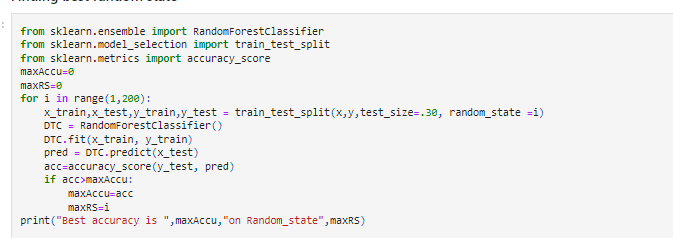 from sklearn.ensemble import RandomForestClassifier
from sklearn.model_selection import train_test_split
from sklearn.metrics import accuracy_score
maxAccu=0
maxRS=0
for i in range(1,200):
    x_train,x_test,y_train,y_test = train_test_split(x,y,test_size=.30, random_state =i)
    DTC = RandomForestClassifier()
    DTC.fit(x_train, y_train)
    pred = DTC.predict(x_test)
    acc=accuracy_score(y_test, pred)
    if acc>maxAccu:
        maxAccu=acc
        maxRS=i
print("Best accuracy is ",maxAccu,"on Random_state",maxRS)